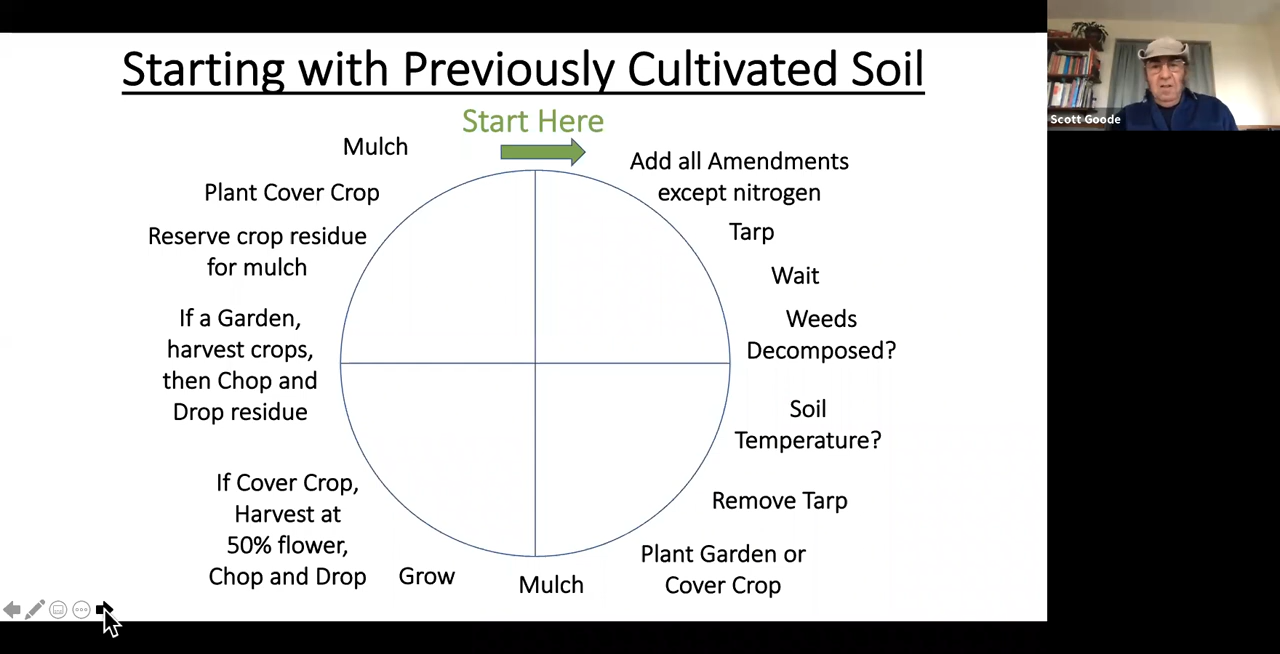 Starting with Previously Cultivated Soil
Start Here
Add all Amendments
except nitrogen
Tarp
Wait
Weeds
Decomposed?
Soil
Temperature?
Remove Tarp
Plant Garden or
Cover Crop
Mulch
Grow
If Cover Crop,
Harvest at
50% flower,
Chop and Drop
If a Garden,
harvest crops,
then Chop and
Drop residue
Reserve crop residue
for mulch
Plant Cover Crop
Mulch
Scott Goode